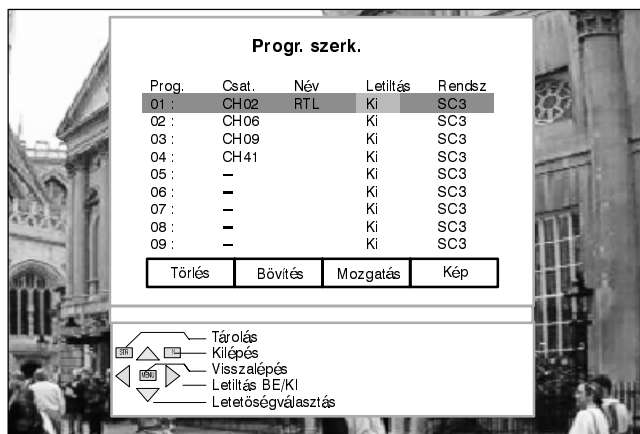 Progr. szerk.
Prog. Csat. Név Letiltás Rendsz
01 : CH02 RTL Ki SC3
02 : CH06 Ki SC3
03 : CH09 Ki SC3
04 : CH41 Ki SC3
05 : – Ki SC3
06 : – Ki SC3
07 : – Ki SC3
08 : – Ki SC3
09 : – Ki SC3
Törlés Bövítés Mozgatás Kép
Tárolás
STR Kilépés
Visszalépés
MENU Letiltás BE/KI
Letetöségválasztás